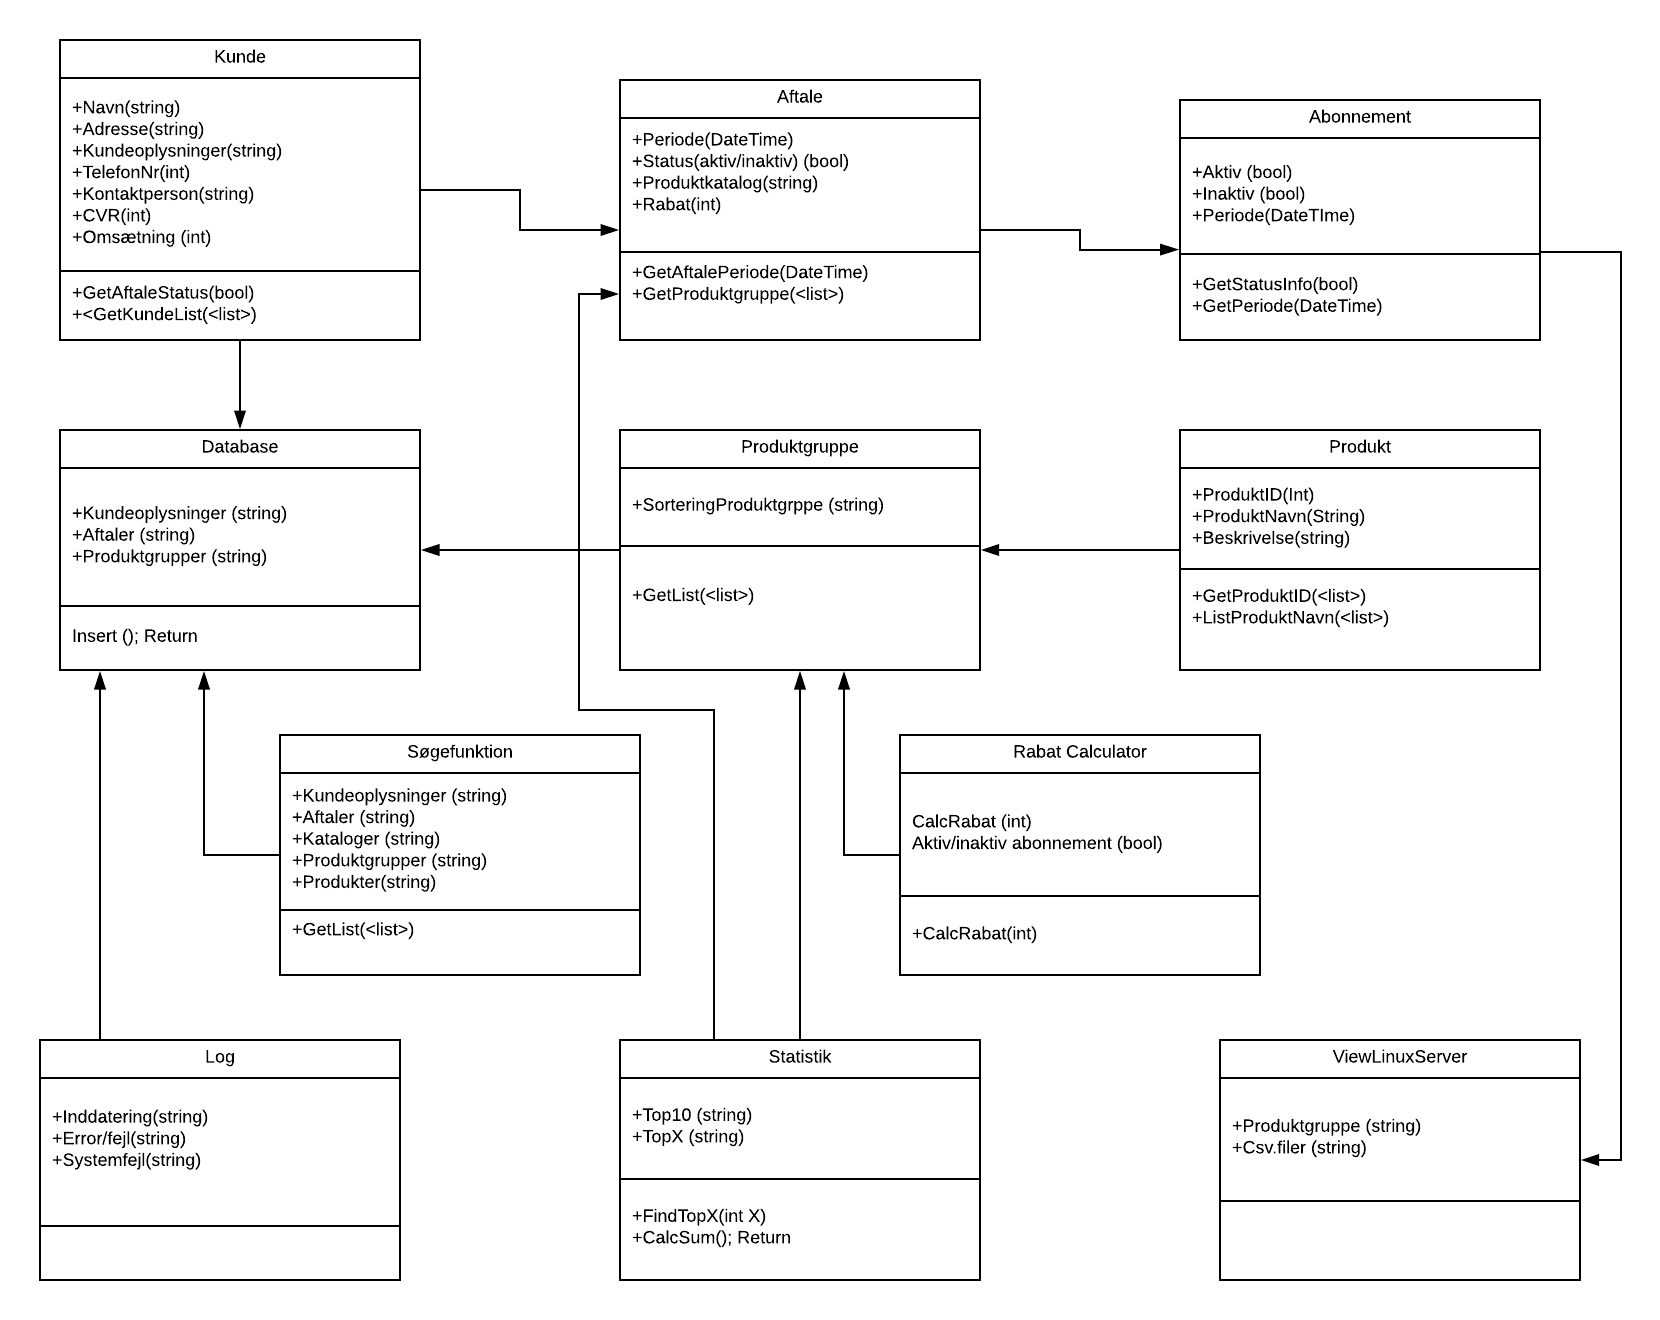 Kunde
+Navn(string)
+Adresse(string)
+Kundeoplysninger(string)
+TelefonNr(int)
+Kontaktperson(string)
+CVR(int)
+Omsætning (int)
+GetAftaleStatus(bool)
+<GetKundeList(<list>)
Aftale
+Periode(DateTime)
+Status(aktiv/inaktiv) (bool)
+Produktkatalog(string)
+Rabat(int)
+GetAftalePeriode(DateTime)
+GetProduktgruppe(<list>)
Abonnement
+Aktiv (bool)
+Inaktiv (bool)
+Periode(DateTIme)
+GetStatusInfo(bool)
+GetPeriode(DateTime)
Database
+Kundeoplysninger (string)
+Aftaler (string)
+Produktgrupper (string)
Insert (); Return
Produktgruppe
+SorteringProduktgrppe (string)
+GetList(<list>)
Produkt
+ProduktID(Int)
+ProduktNavn(String)
+Beskrivelse(string)
+GetProduktID(<list>)
+ListProduktNavn(<list>)
Søgefunktion
+Kundeoplysninger (string)
+Aftaler (string)
+Kataloger (string)
+Produktgrupper (string)
+Produkter(string)
+GetList(<list>)
Rabat Calculator
CalcRabat (int)
Aktiv/inaktiv abonnement (bool)
+CalcRabat(int)
Log
+Inddatering(string)
+Error/fejl(string)
+Systemfejl(string)
Statistik
+Top10 (string)
+TopX (string)
+FindTopX(int X)
+CalcSum(); Return
ViewLinuxServer
+Produktgruppe (string)
+Csv.filer (string)